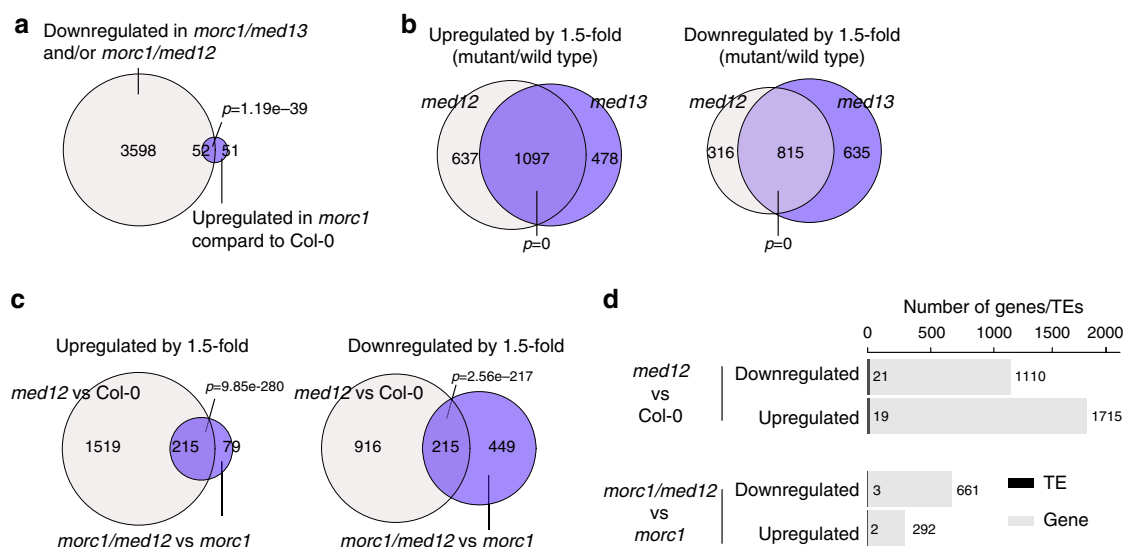 a
Downregulated in morc1/med13
and/or morc1/med12
p=1.19e–39
3598
52
51
Upregulated in morc1
compard to Col-0
b
Upregulated by 1.5-fold
(mutant/wild type)
med12
med13
637
1097
478
p=0
Downregulated by 1.5-fold
(mutant/wild type)
med12
med13
316
815
635
p=0
c
Upregulated by 1.5-fold
med12 vs Col-0
p=9.85e-280
1519
215
79
morc1/med12 vs morc1
Downregulated by 1.5-fold
med12 vs Col-0
p=2.56e–217
916
215
449
morc1/med12 vs morc1
d
Number of genes/TEs
0 500 1000 1500 2000
med12
vs
Col-0
Downregulated 21 1110
Upregulated 19 1715
morc1/med12
vs
morc1
Downregulated 3 661
Upregulated 2 292
TE
Gene